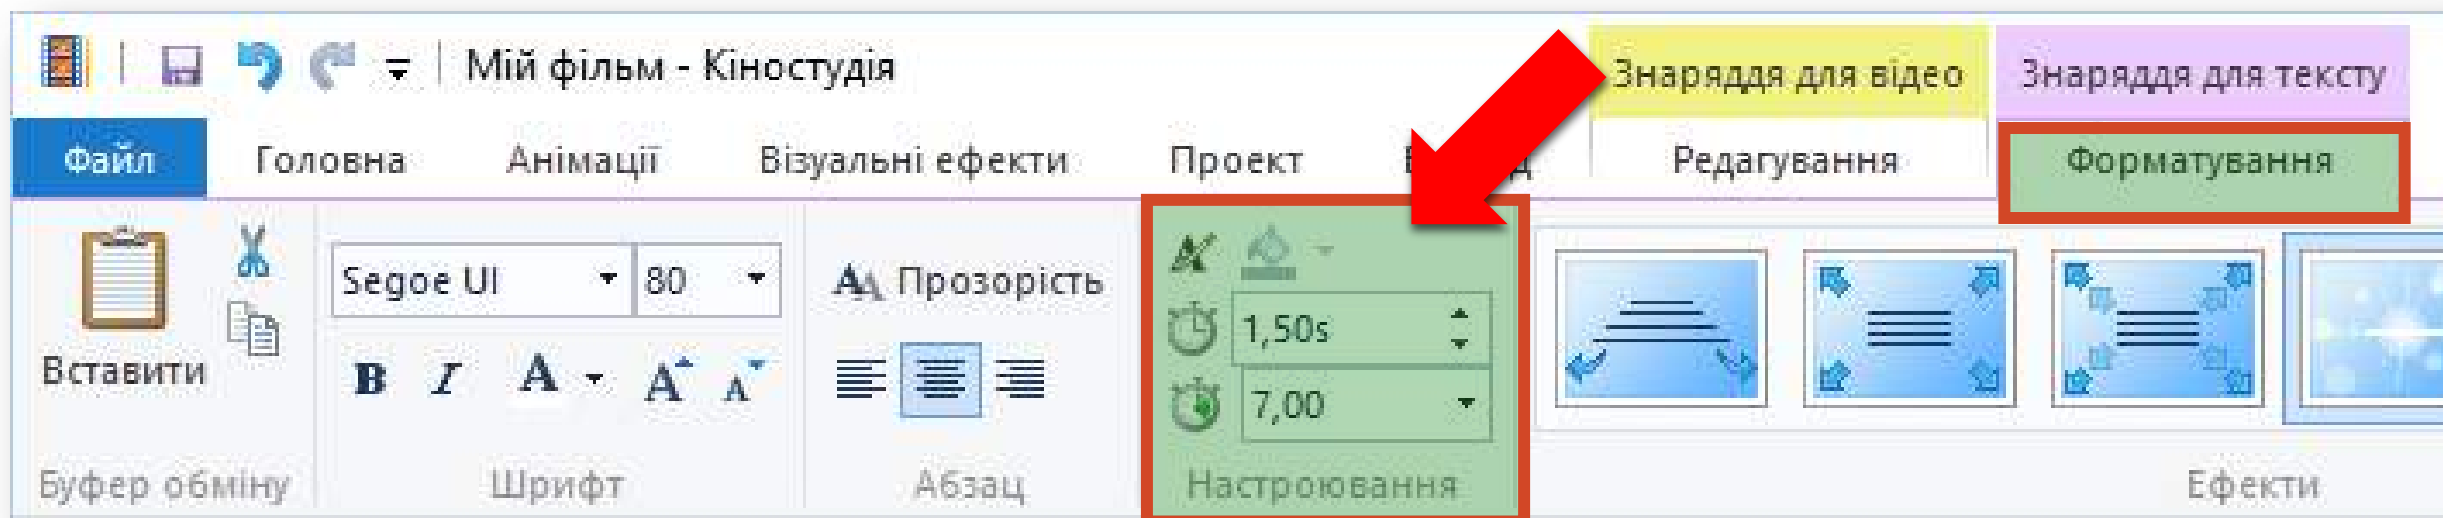 Мій фільм - Кіностудія
Знаряддя для відео
Знаряддя для тексту
Файл
Головна
Анімації
Візуальні ефекти
Проект
Редагування
Форматування
Вставити
Segoe UI
80
B I A A A
Прозорість
1,50s
7,00
Буфер обміну
Шрифт
Абзац
Настроювання
Ефекти